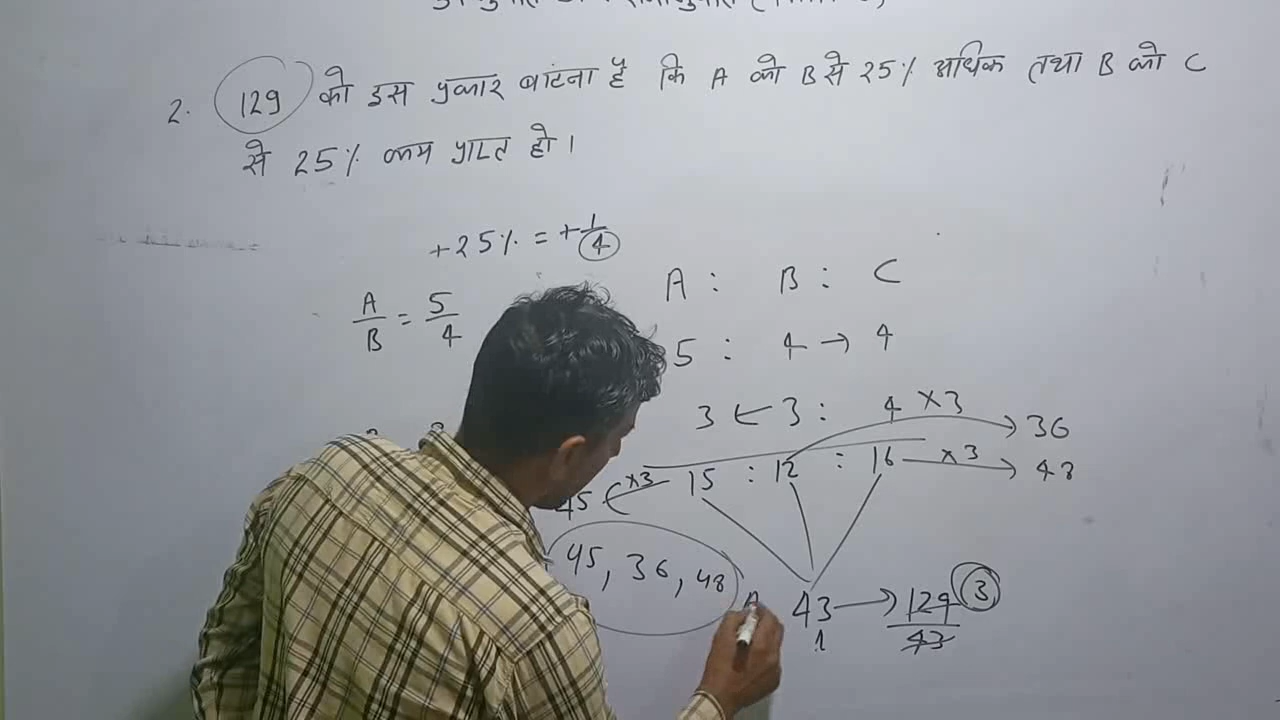 2. 129 को इस प्रकार बांटना है कि A को B से 25% अधिक तथा B को C
से 25% कम प्राप्त हो।
+25% = +1/4
A : B : C
A/B = 5/4
5 : 4 → 4
3 ← 3 : 4 ×3 → 36
45 ← ×3 15 : 12 : 16 ×3 → 48
45, 36, 48
43 → 129/43 3
1